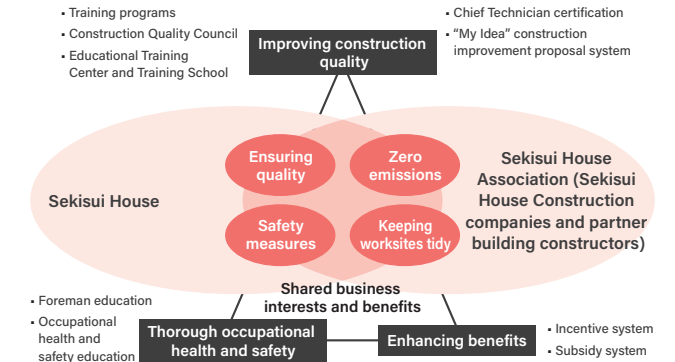 ▪ Training programs
▪ Construction Quality Council
▪ Educational Training
Center and Training School
Improving construction
quality
▪ Chief Technician certification
▪ “My Idea” construction
improvement proposal system
Ensuring
quality
Zero
emissions
Sekisui House
Sekisui House
Association (Sekisui
House Construction
companies and partner
building constructors)
Safety
measures
Keeping
worksites tidy
Shared business
interests and benefits
▪ Foreman education
▪ Occupational
health and
safety education
Thorough occupational
health and safety
Enhancing benefits
▪ Incentive system
▪ Subsidy system